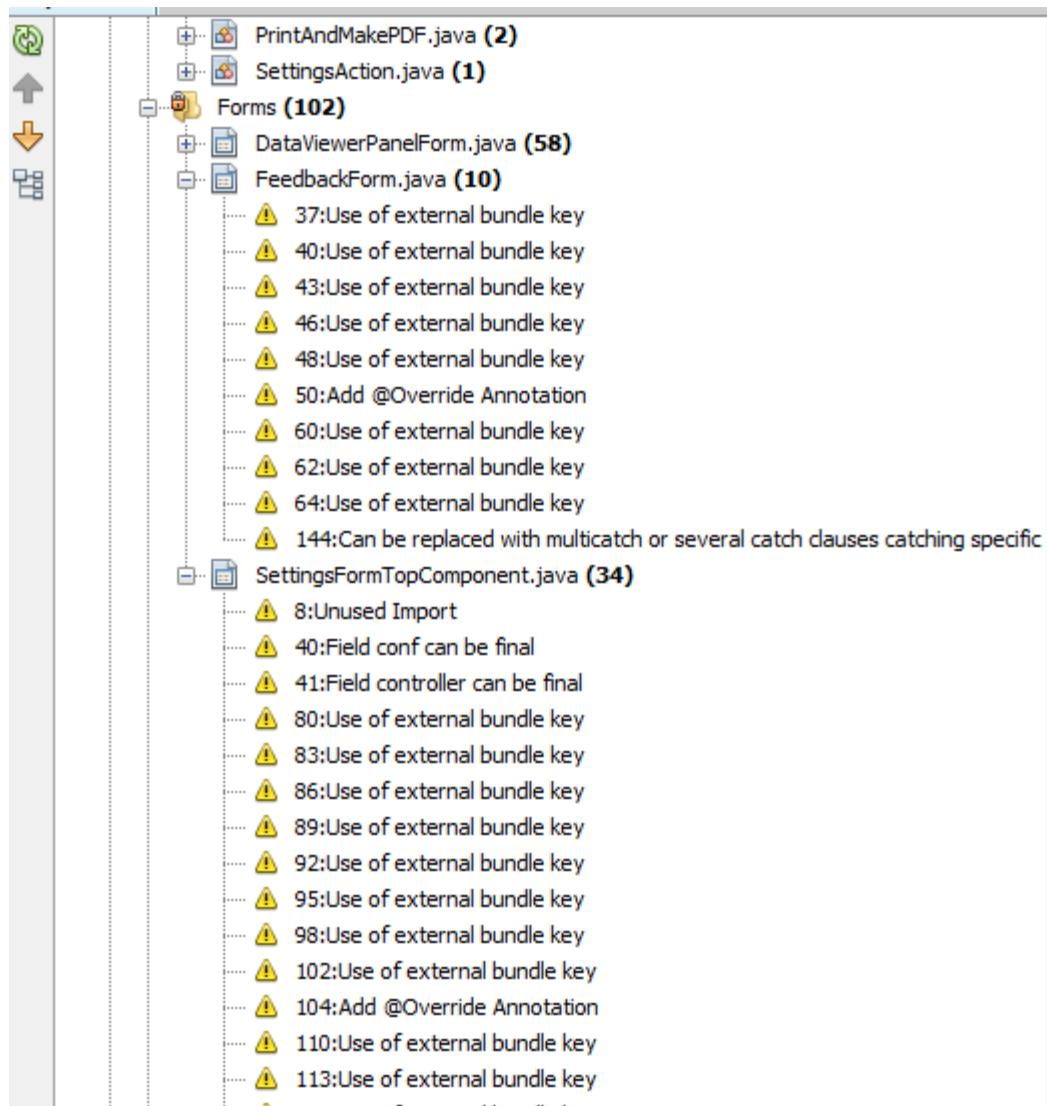 PrintAndMakePDF.java (2)
SettingsAction.java (1)
Forms (102)
DataViewerPanelForm.java (58)
FeedbackForm.java (10)
37:Use of external bundle key
40:Use of external bundle key
43:Use of external bundle key
46:Use of external bundle key
48:Use of external bundle key
50:Add @Override Annotation
60:Use of external bundle key
62:Use of external bundle key
64:Use of external bundle key
144:Can be replaced with multicatch or several catch clauses catching specific
SettingsFormTopComponent.java (34)
8:Unused Import
40:Field conf can be final
41:Field controller can be final
80:Use of external bundle key
83:Use of external bundle key
86:Use of external bundle key
89:Use of external bundle key
92:Use of external bundle key
95:Use of external bundle key
98:Use of external bundle key
102:Use of external bundle key
104:Add @Override Annotation
110:Use of external bundle key
113:Use of external bundle key